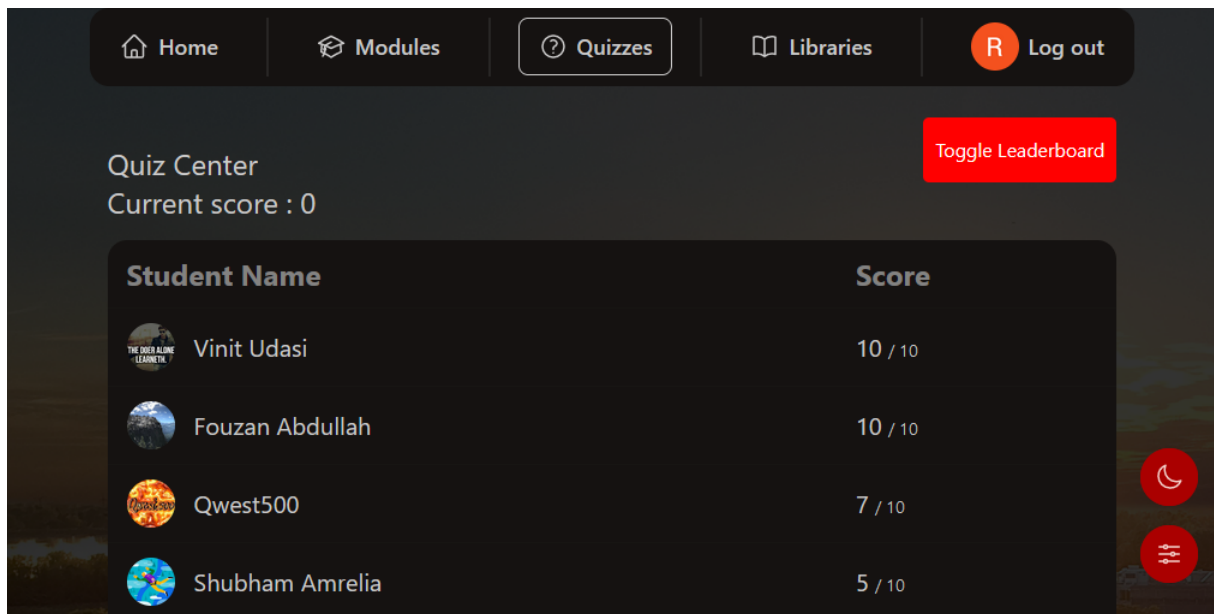 Home Modules Quizzes Libraries R Log out
Toggle Leaderboard
Quiz Center
Current score : 0
Student Name Score
THE DOER ALONE
LEARNETH.
Vinit Udasi 10 / 10
Fouzan Abdullah 10 / 10
Qwest500
Qwest500 7 / 10
Shubham Amrelia 5 / 10